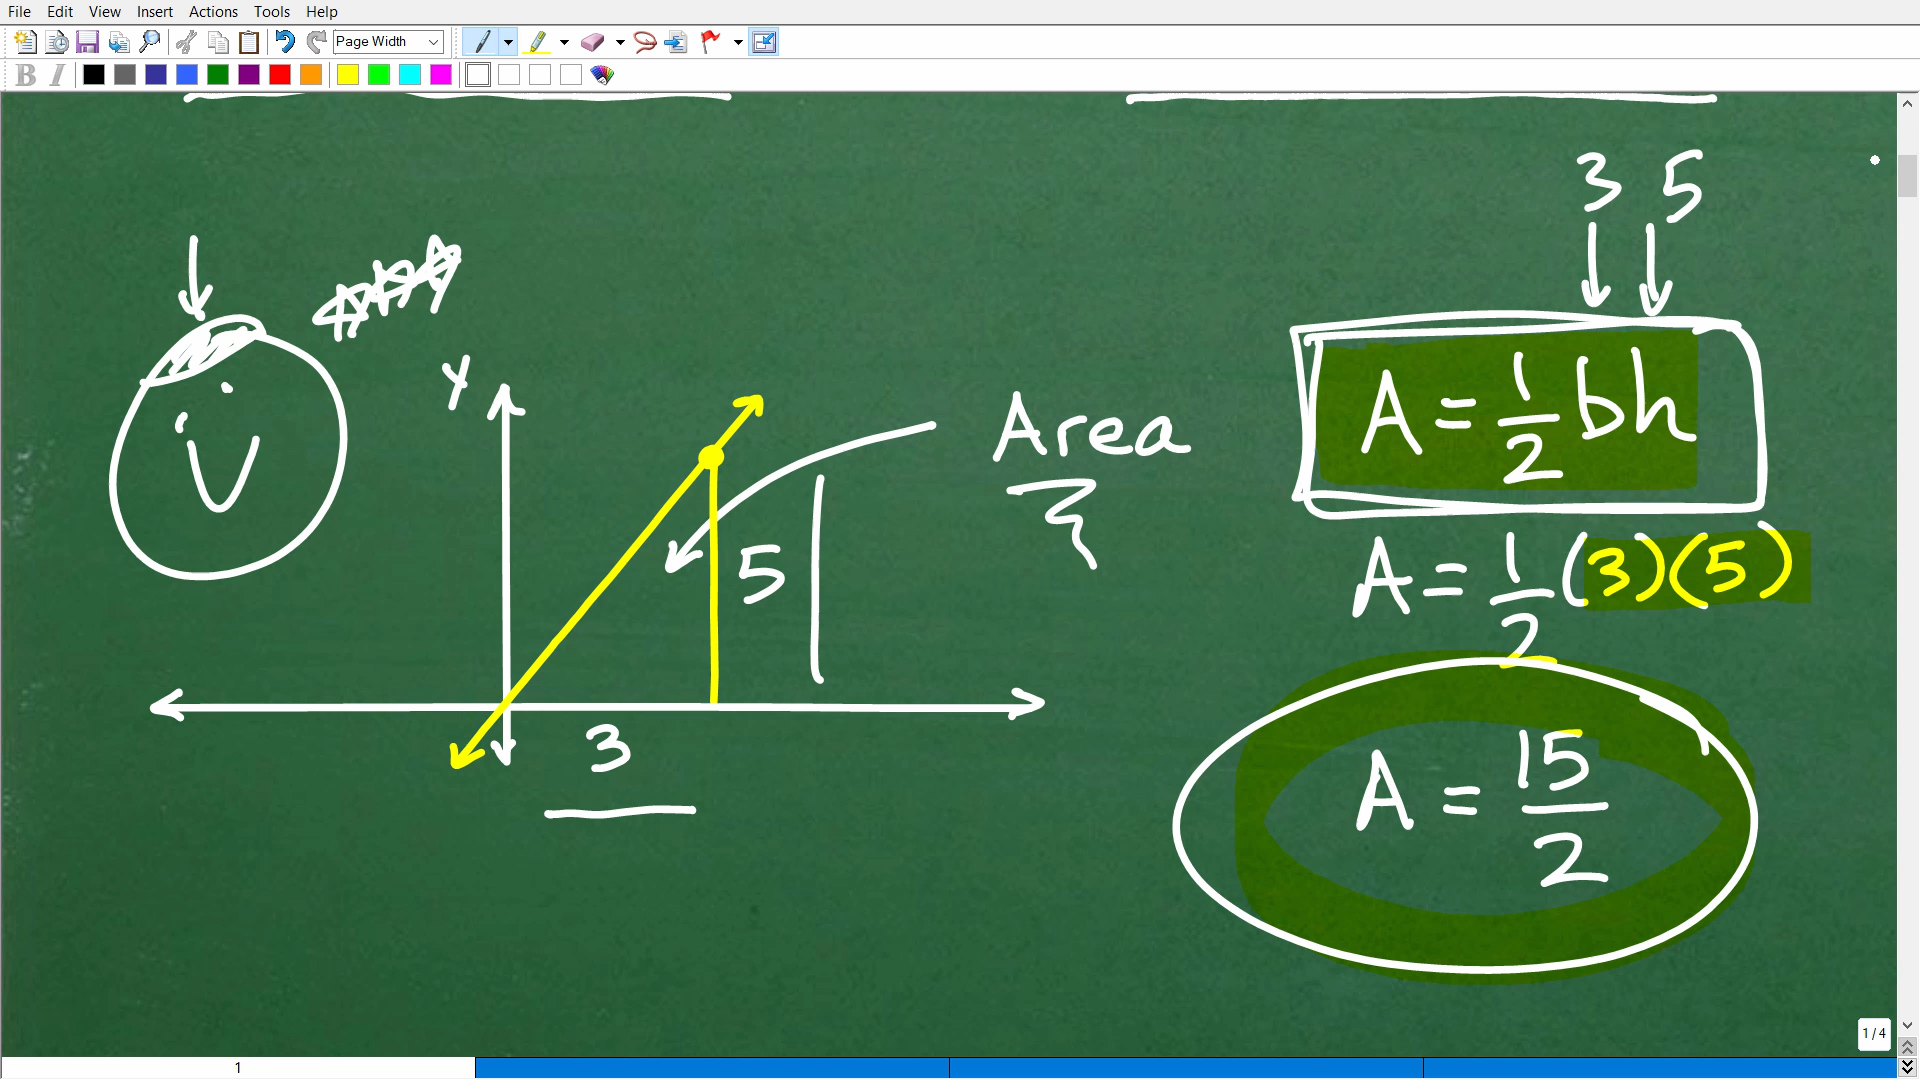 File Edit View Insert Actions Tools Help
Page Width
B I
3 5
Y
Area
A = 1/2 bh
5
A = 1/2 (3)(5)
3
A = 15/2
1 / 4
1